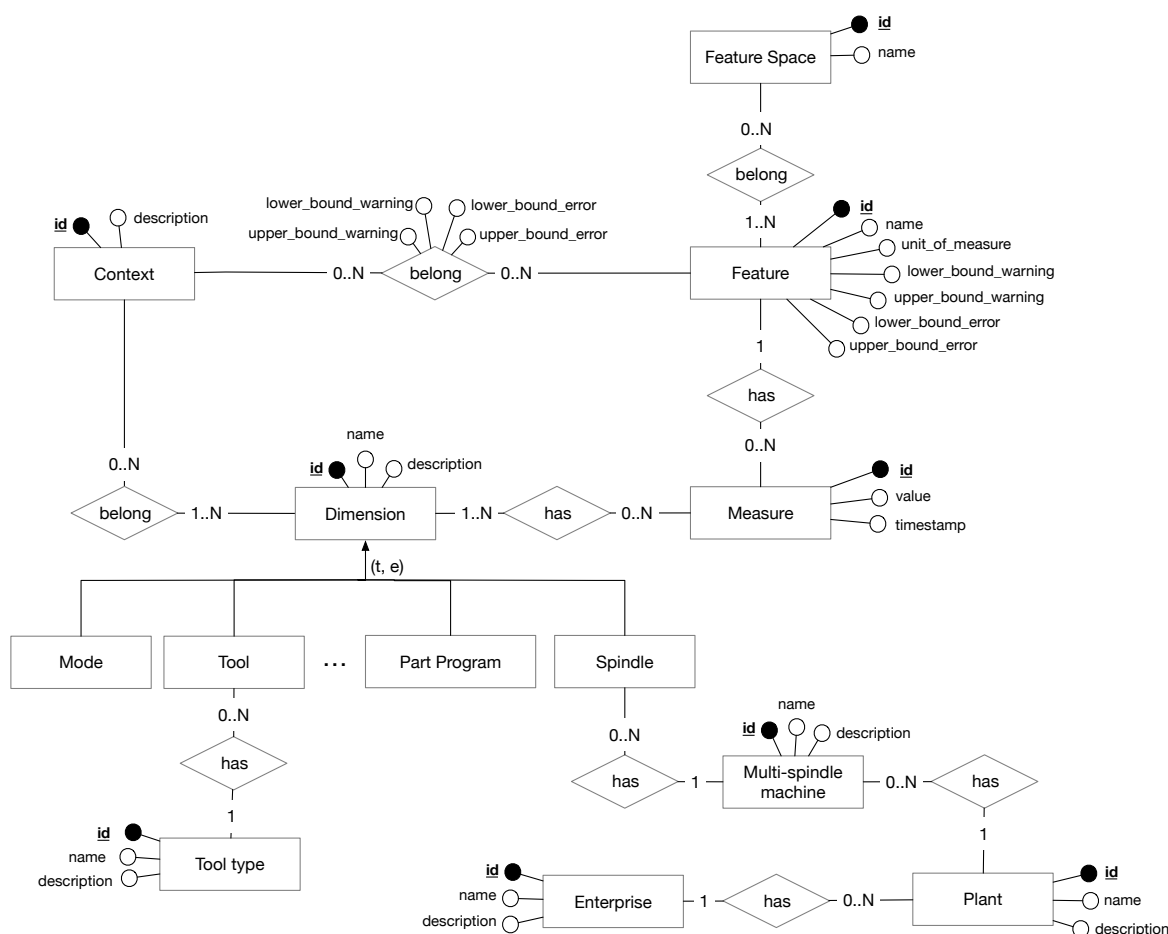 id
Feature Space
name
0..N
belong
1..N
id
name
unit_of_measure
Feature
lower_bound_warning
upper_bound_warning
lower_bound_error
upper_bound_error
lower_bound_warning
lower_bound_error
upper_bound_warning
upper_bound_error
0..N
belong
0..N
id
description
Context
1
has
0..N
0..N
belong
1..N
name
id
description
Dimension
1..N
has
0..N
id
Measure
value
timestamp
(t, e)
Mode
Tool
...
Part Program
Spindle
0..N
has
1
id
name
description
Tool type
0..N
has
1
name
id
description
Multi-spindle
machine
0..N
has
1
id
name
description
Enterprise
1
has
0..N
Plant
id
name
description